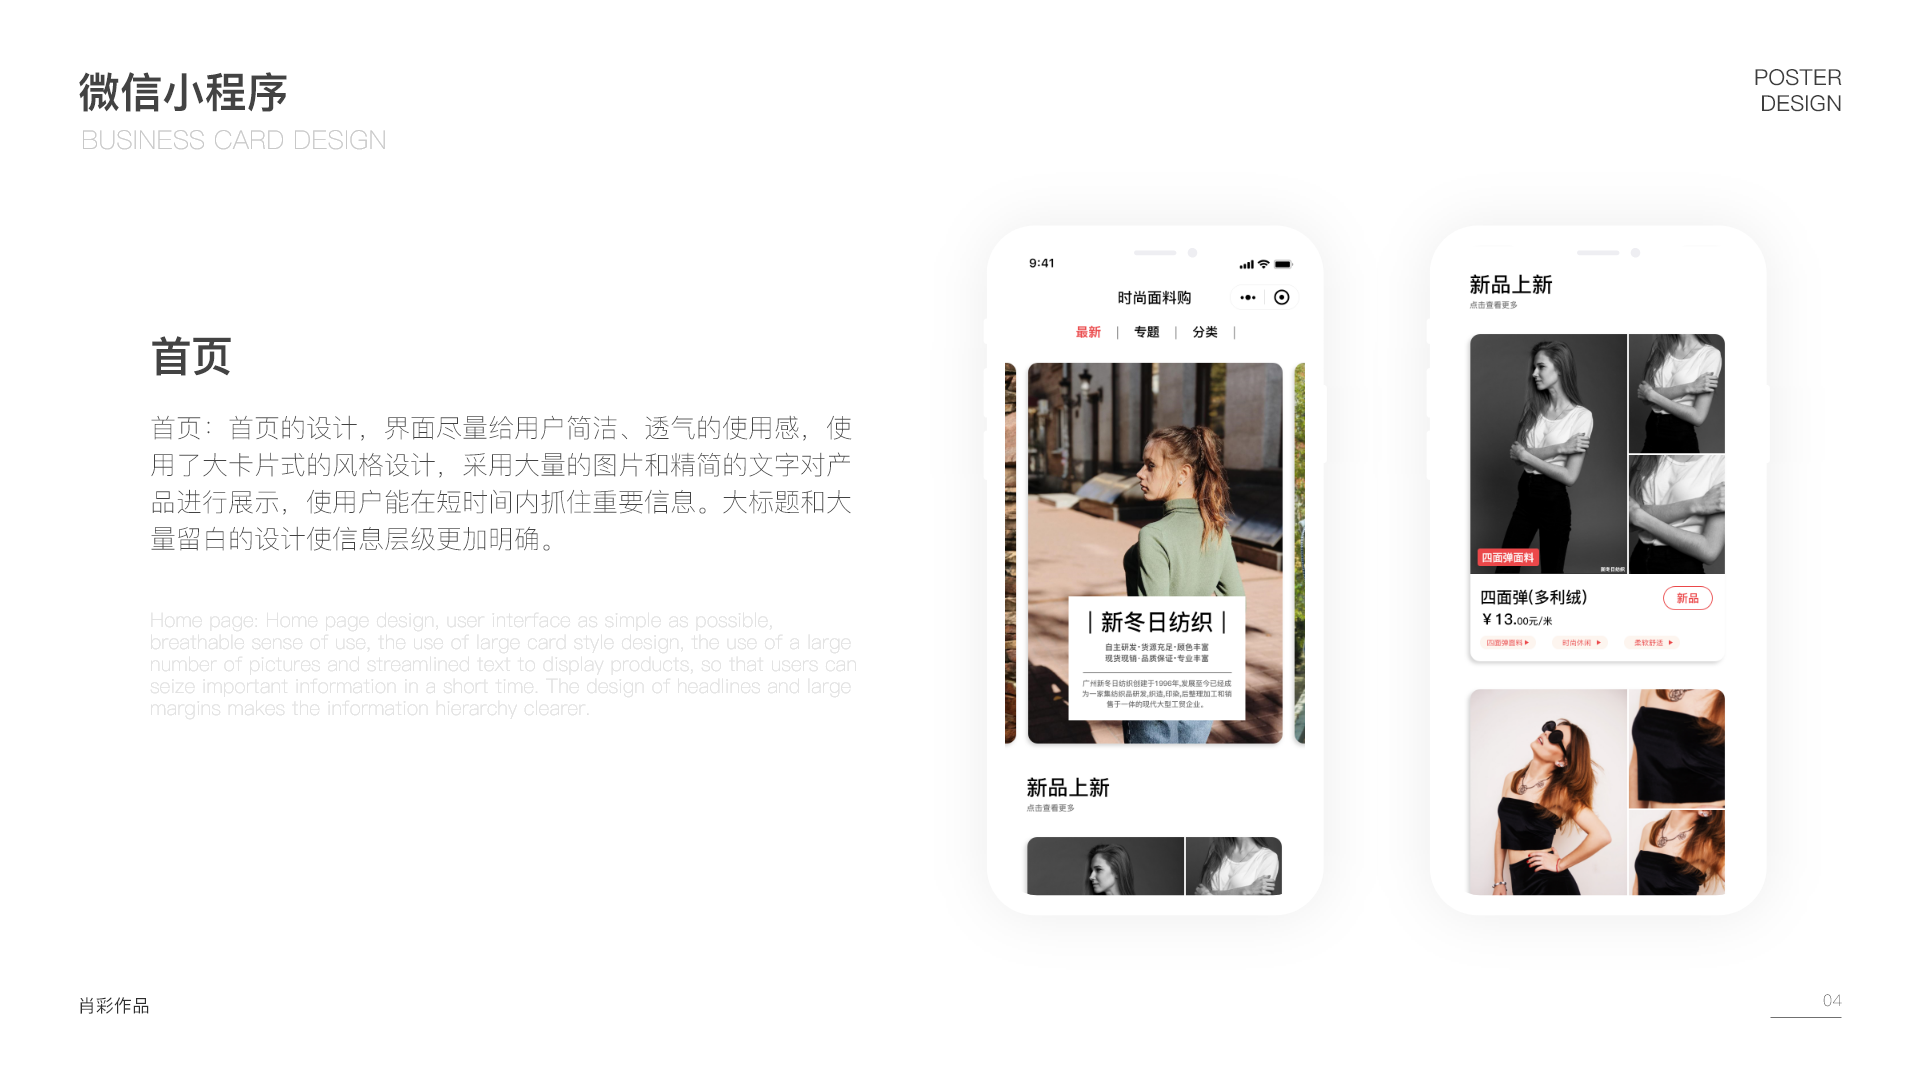 微信小程序
BUSINESS CARD DESIGN
POSTER
DESIGN
首页
首页：首页的设计，界面尽量给用户简洁、透气的使用感，使
用了大卡片式的风格设计，采用大量的图片和精简的文字对产
品进行展示，使用户能在短时间内抓住重要信息。大标题和大
量留白的设计使信息层级更加明确。
Home page: Home page design, user interface as simple as possible,
breathable sense of use, the use of large card style design, the use of a large
number of pictures and streamlined text to display products, so that users can
seize important information in a short time. The design of headlines and large
margins makes the information hierarchy clearer.
9:41
时尚面料购
最新 | 专题 | 分类 |
| 新冬日纺织 |
自主研发·货源充足·颜色丰富
现货现销·品质保证·专业丰富
广州新冬日纺织创建于1996年,发展至今已经成
为一家集纺织品研发,织造,印染,后整理加工和销
售于一体的现代大型工贸企业。
新品上新
点击查看更多
新品上新
点击查看更多
四面弹面料
新冬日纺织
四面弹(多利绒)
新品
¥13.00元/米
四面弹面料 时尚休闲 柔软舒适
肖彩作品
04